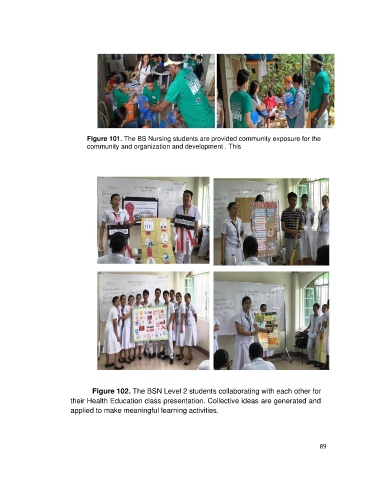 Figure 101. The BS Nursing students are provided community exposure for the
community and organization and development . This
Figure 102. The BSN Level 2 students collaborating with each other for
their Health Education class presentation. Collective ideas are generated and
applied to make meaningful learning activities.
89